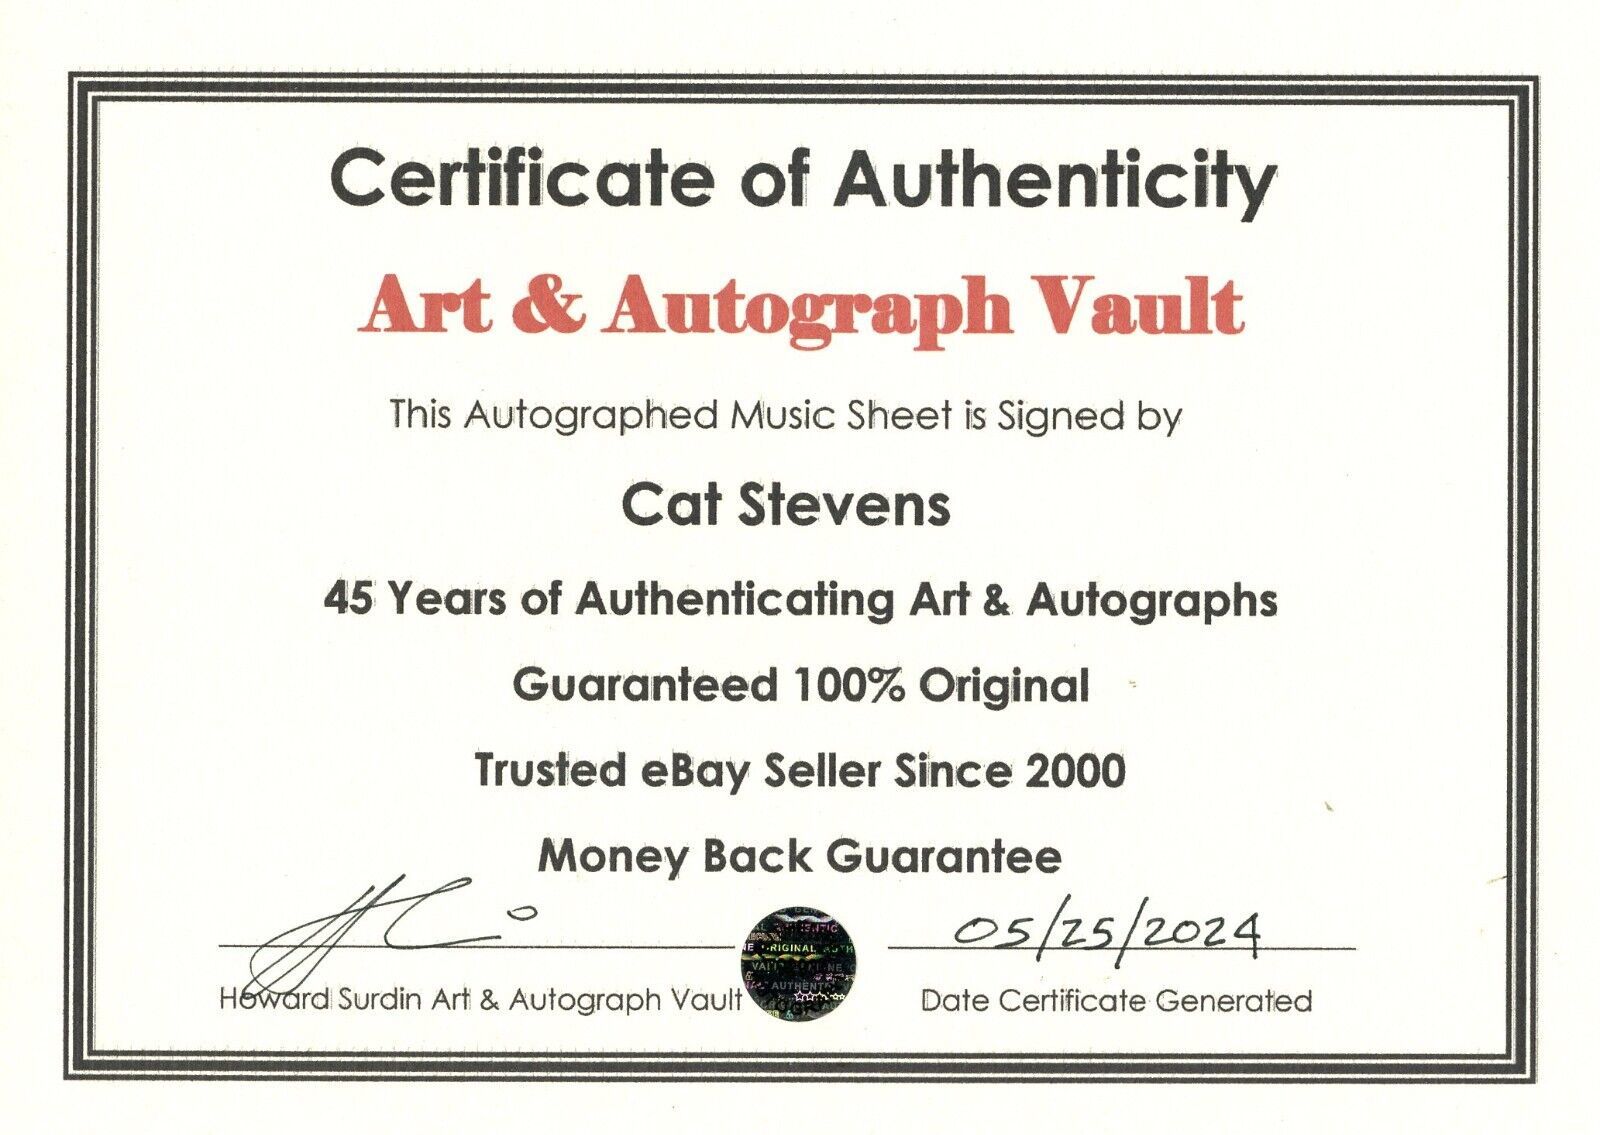 Certificate of Authenticity
Art & Autograph Vault
This Autographed Music Sheet is Signed by
Cat Stevens
45 Years of Authenticating Art & Autographs
Guaranteed 100% Original
Trusted eBay Seller Since 2000
Money Back Guarantee
05/25/2024
ORIGINAL
Howard Surdin Art & Autograph Vault
Date Certificate Generated